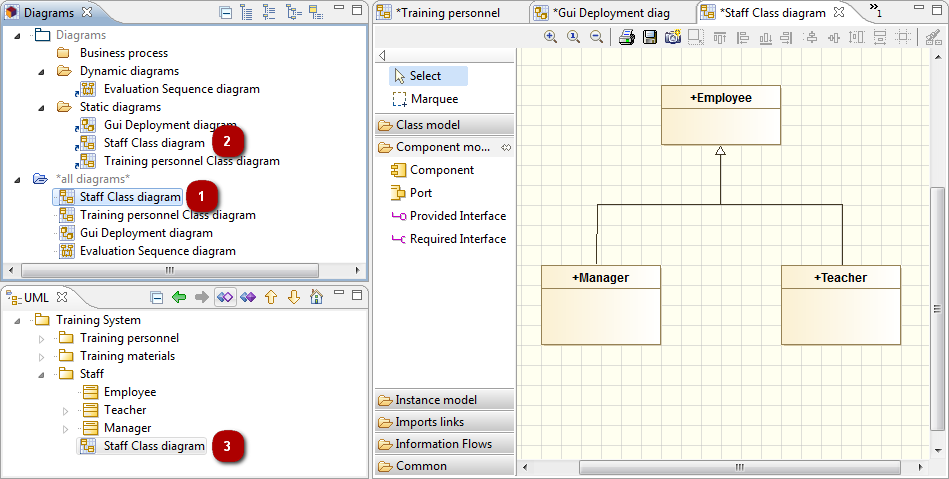 Diagrams
Diagrams
Business process
Dynamic diagrams
Evaluation Sequence diagram
Static diagrams
Gui Deployment diagram
Staff Class diagram
2
Training personnel Class diagram
*all diagrams*
Staff Class diagram
1
Training personnel Class diagram
Gui Deployment diagram
Evaluation Sequence diagram
UML
Training System
Training personnel
Training materials
Staff
Employee
Teacher
Manager
Staff Class diagram
3
*Training personnel
*Gui Deployment diag
*Staff Class diagram
»1
Select
Marquee
Class model
Component mo...
Component
Port
Provided Interface
Required Interface
Instance model
Imports links
Information Flows
Common
+Employee
+Manager
+Teacher